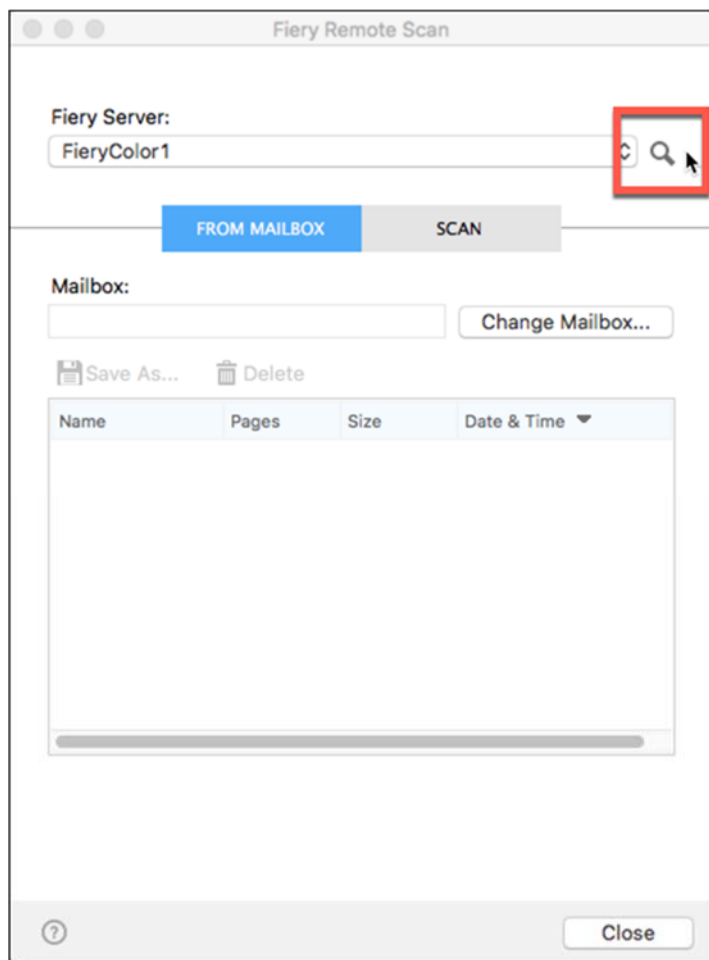 Fiery Remote Scan
Fiery Server:
FieryColor1
FROM MAILBOX SCAN
Mailbox:
Change Mailbox...
Save As... Delete
Name Pages Size Date & Time
? Close